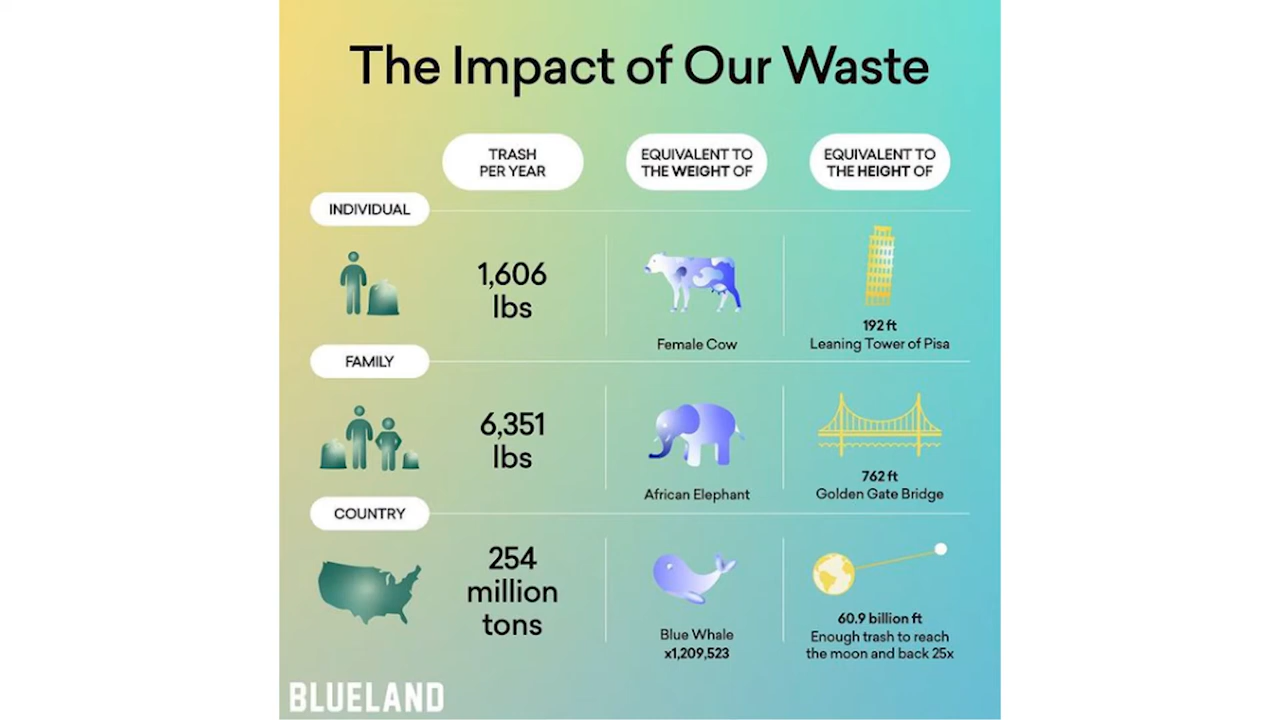 The Impact of Our Waste
TRASH
PER YEAR
EQUIVALENT TO
THE WEIGHT OF
EQUIVALENT TO
THE HEIGHT OF
INDIVIDUAL
1,606
lbs
Female Cow
192 ft
Leaning Tower of Pisa
FAMILY
6,351
lbs
African Elephant
762 ft
Golden Gate Bridge
COUNTRY
254
million
tons
Blue Whale
x1,209,523
60.9 billion ft
Enough trash to reach
the moon and back 25x
BLUELAND